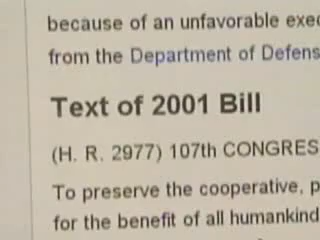 because of an unfavorable exec
from the Department of Defens
Text of 2001 Bill
(H. R. 2977) 107th CONGRES
To preserve the cooperative, p
for the benefit of all humankind